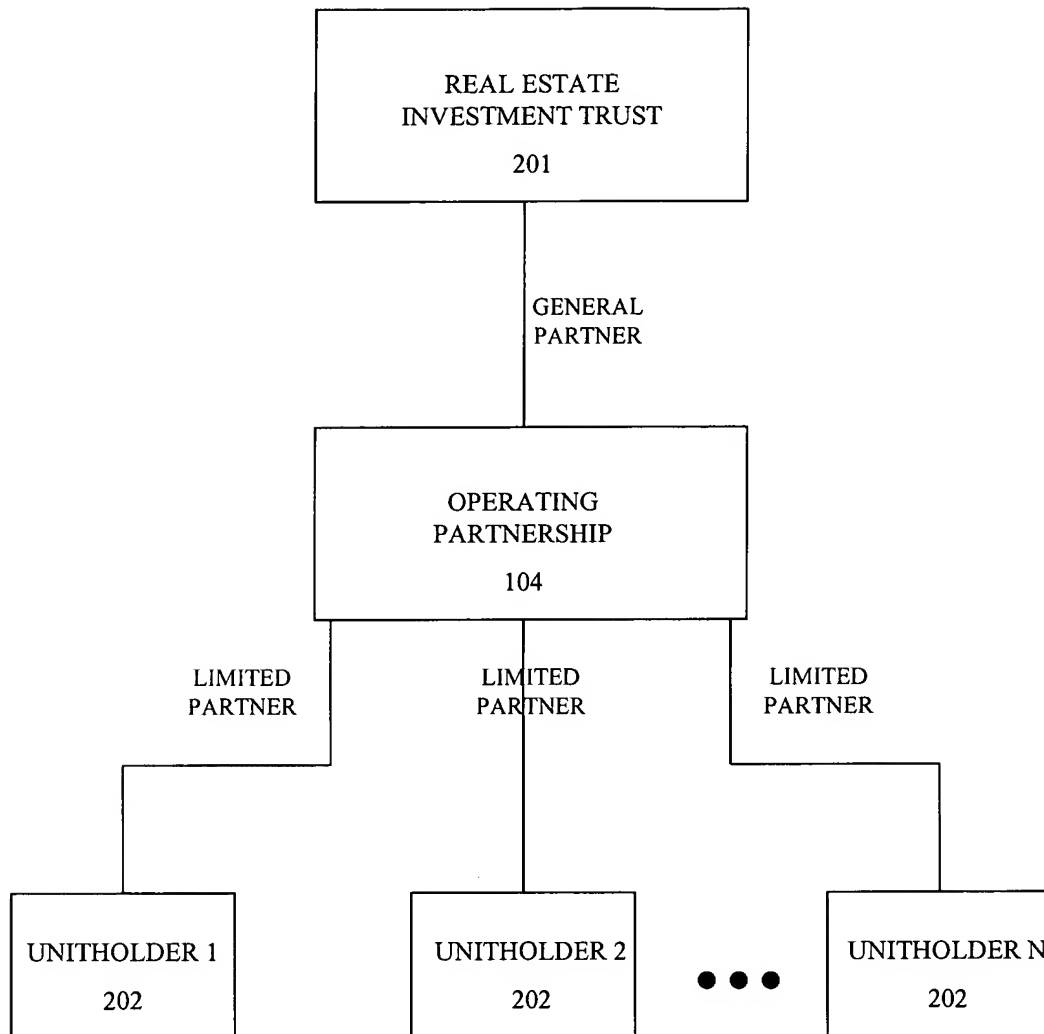 REAL ESTATE
INVESTMENT TRUST
201
GENERAL
PARTNER
OPERATING
PARTNERSHIP
104
LIMITED
PARTNER
LIMITED
PARTNER
LIMITED
PARTNER
UNITHOLDER 1
202
UNITHOLDER 2
202
UNITHOLDER N
202